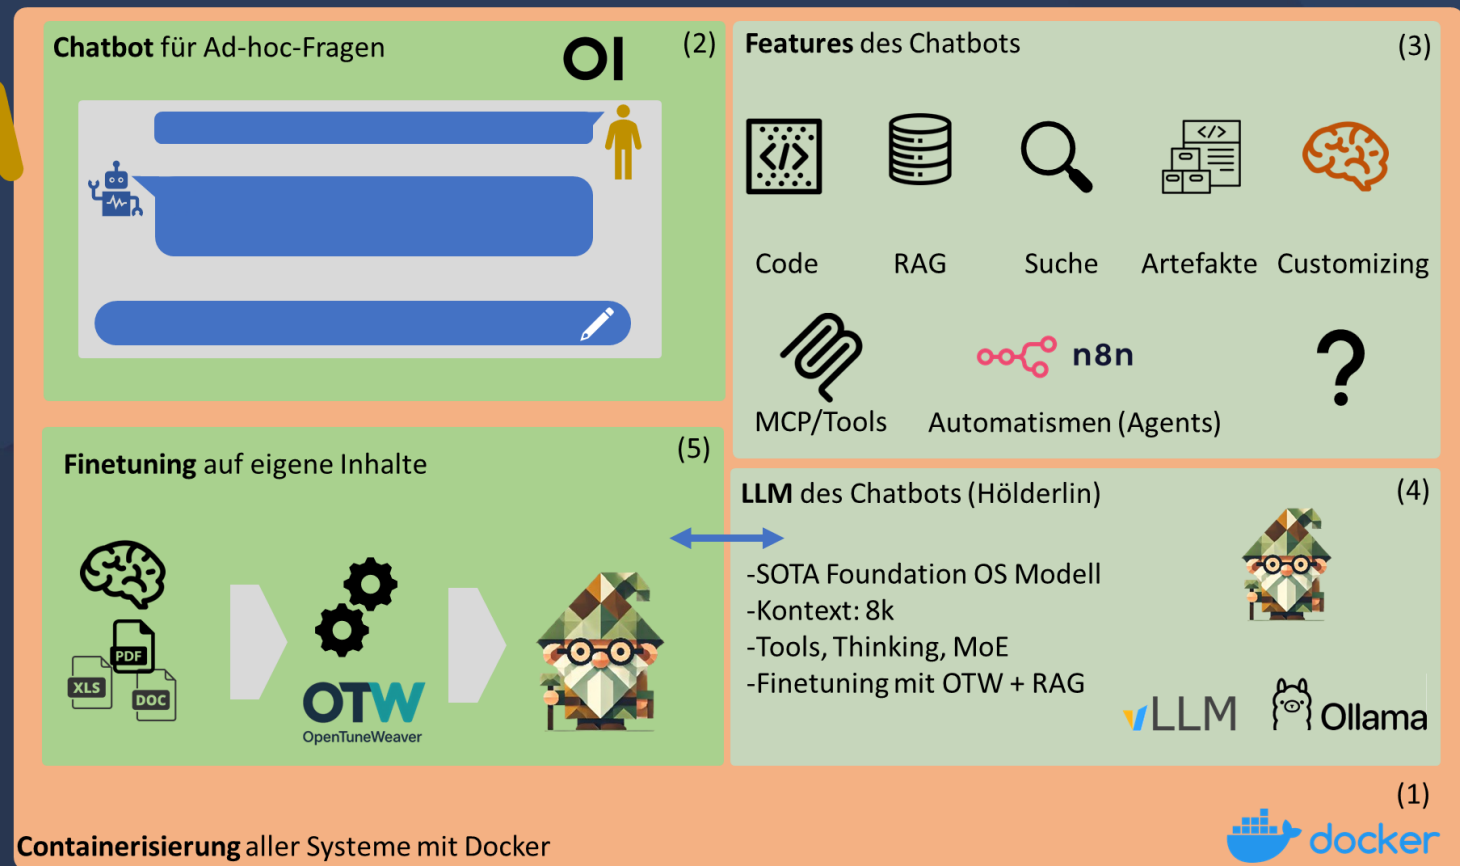 Chatbot für Ad-hoc-Fragen
OI
(2)
Features des Chatbots
(3)
</>
</>
Code
RAG
Suche
Artefakte
Customizing
n8n
?
MCP/Tools
Automatismen (Agents)
Finetuning auf eigene Inhalte
(5)
PDF
XLS
DOC
OTW
OpenTuneWeaver
LLM des Chatbots (Hölderlin)
(4)
-SOTA Foundation OS Modell
-Kontext: 8k
-Tools, Thinking, MoE
-Finetuning mit OTW + RAG
vLLM
Ollama
(1)
Containerisierung aller Systeme mit Docker
docker